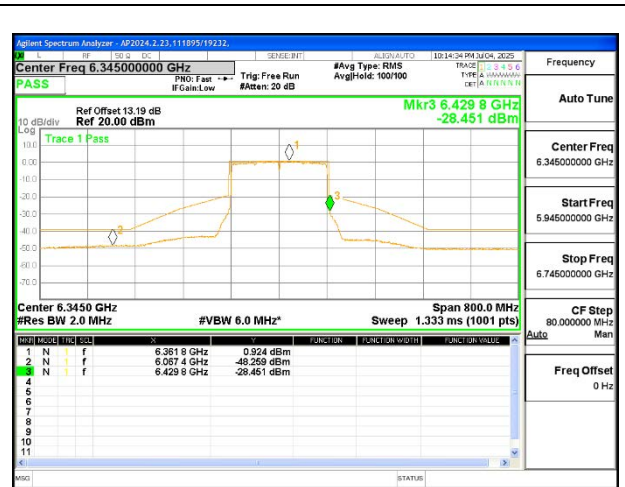 Agilent Spectrum Analyzer - AP2024.2.23,111895/19232,
L RF 50 Ω DC SENSE:INT ALIGNAUTO 10:14:34 PM Jul 04, 2025
Center Freq 6.345000000 GHz #Avg Type: RMS TRACE 1 2 3 4 5 6 Frequency
PASS PNO: Fast Trig: Free Run Avg|Hold: 100/100 TYPE A
IFGain:Low #Atten: 20 dB DET A N N N N N
Auto Tune
Ref Offset 13.19 dB Mkr3 6.429 8 GHz
10 dB/div Ref 20.00 dBm -28.451 dBm
Log
Trace 1 Pass
10.0
0.00
-10.0
-20.0
-30.0
-40.0
-50.0
-60.0
-70.0
1
2
3
Center Freq
6.345000000 GHz
Start Freq
5.945000000 GHz
Stop Freq
6.745000000 GHz
Center 6.3450 GHz Span 800.0 MHz
#Res BW 2.0 MHz #VBW 6.0 MHz* Sweep 1.333 ms (1001 pts)
CF Step
80.000000 MHz
Auto Man
MKR MODE TRC SCL X Y FUNCTION FUNCTION WIDTH FUNCTION VALUE
1 N 1 f 6.361 8 GHz 0.924 dBm
2 N 1 f 6.067 4 GHz -48.259 dBm
3 N 1 f 6.429 8 GHz -28.451 dBm
4
5
6
7
8
9
10
11
Freq Offset
0 Hz
MSG STATUS